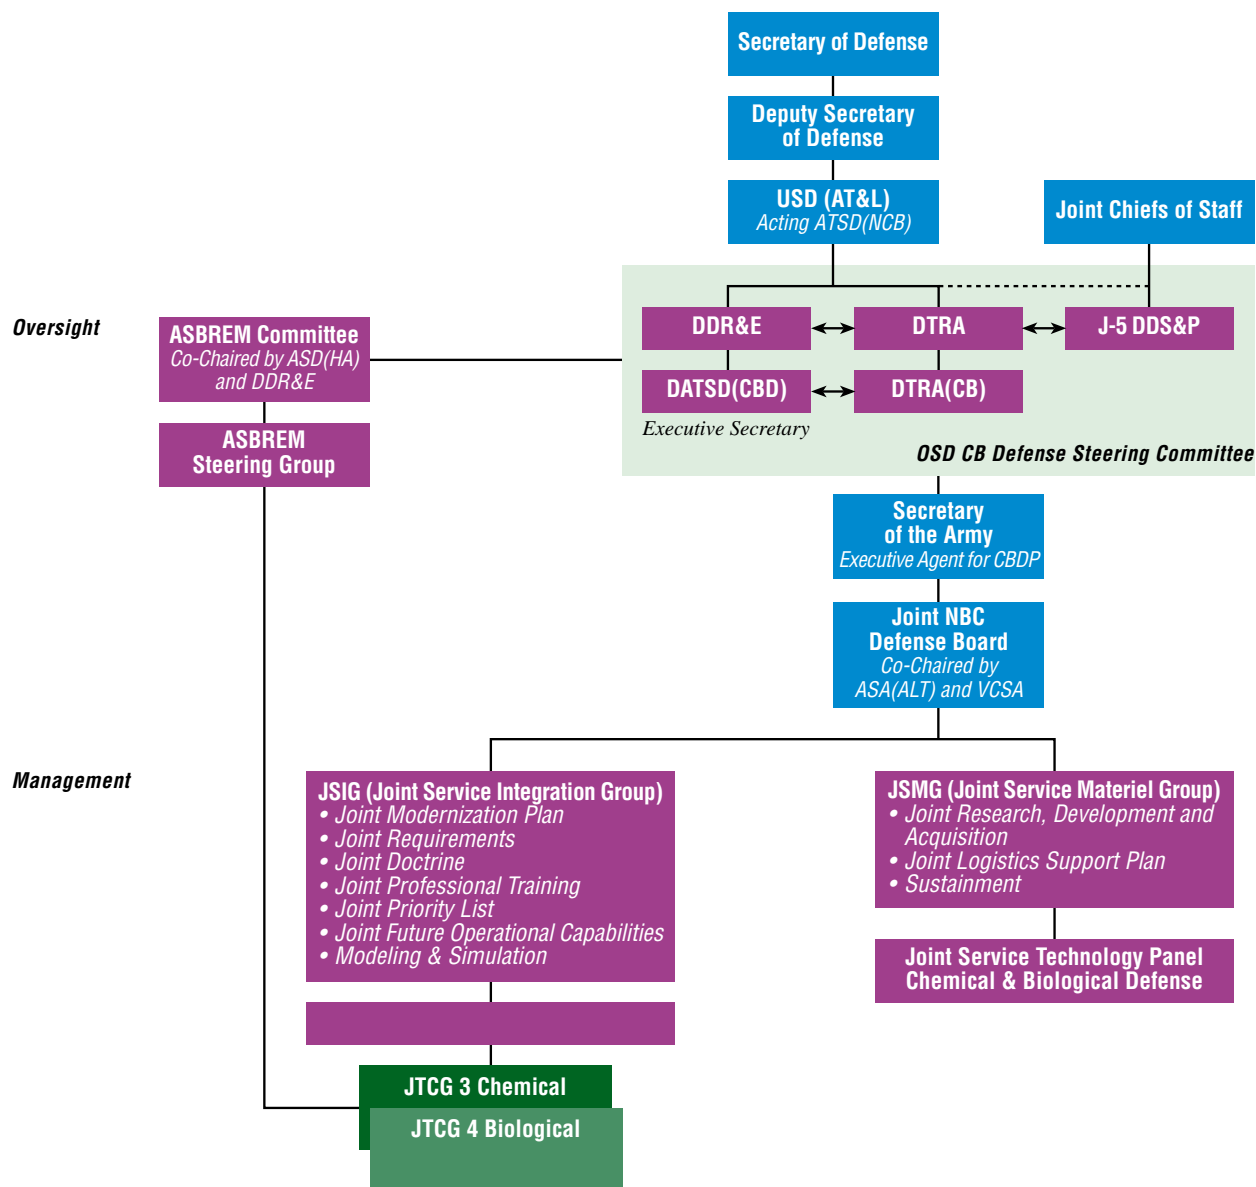 Secretary of Defense
Deputy Secretary
of Defense
USD (AT&L)
Acting ATSD(NCB)
Joint Chiefs of Staff
Oversight
ASBREM Committee
Co-Chaired by ASD(HA)
and DDR&E
DDR&E
DTRA
J-5 DDS&P
DATSD(CBD)
DTRA(CB)
Executive Secretary
OSD CB Defense Steering Committee
ASBREM
Steering Group
Secretary
of the Army
Executive Agent for CBDP
Joint NBC
Defense Board
Co-Chaired by
ASA(ALT) and VCSA
Management
JSIG (Joint Service Integration Group)
• Joint Modernization Plan
• Joint Requirements
• Joint Doctrine
• Joint Professional Training
• Joint Priority List
• Joint Future Operational Capabilities
• Modeling & Simulation
JSMG (Joint Service Materiel Group)
• Joint Research, Development and
Acquisition
• Joint Logistics Support Plan
• Sustainment
Joint Service Technology Panel
Chemical & Biological Defense
JTCG 3 Chemical
JTCG 4 Biological